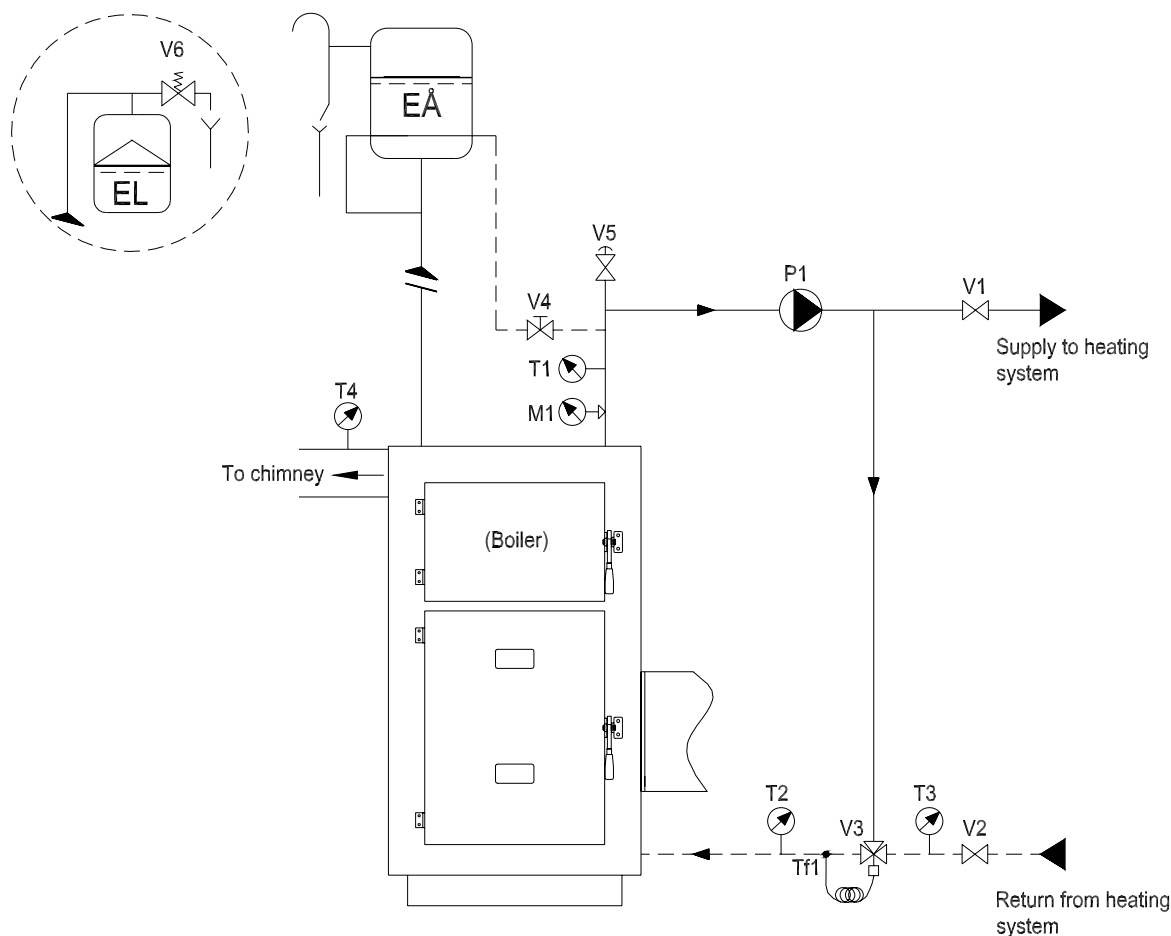 V6
EL
EÅ
V5
P1
V1
V4
Supply to heating
system
T1
M1
T4
To chimney
(Boiler)
T2
V3
T3
V2
Tf1
Return from heating
system